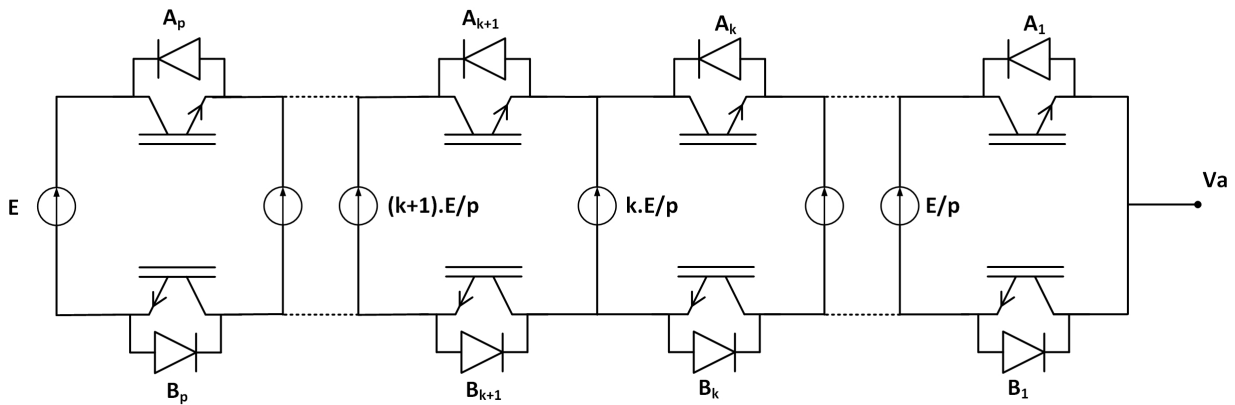 Aₚ Aₖ₊₁ Aₖ A₁
E (k+1).E/p k.E/p E/p Va
Bₚ Bₖ₊₁ Bₖ B₁